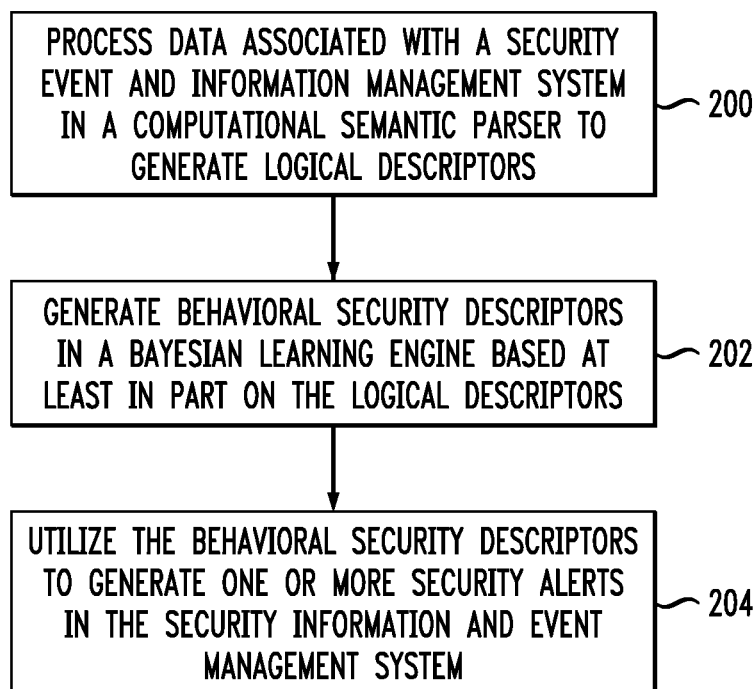 PROCESS DATA ASSOCIATED WITH A SECURITY
EVENT AND INFORMATION MANAGEMENT SYSTEM
IN A COMPUTATIONAL SEMANTIC PARSER TO
GENERATE LOGICAL DESCRIPTORS
200
GENERATE BEHAVIORAL SECURITY DESCRIPTORS
IN A BAYESIAN LEARNING ENGINE BASED AT
LEAST IN PART ON THE LOGICAL DESCRIPTORS
202
UTILIZE THE BEHAVIORAL SECURITY DESCRIPTORS
TO GENERATE ONE OR MORE SECURITY ALERTS
IN THE SECURITY INFORMATION AND EVENT
MANAGEMENT SYSTEM
204